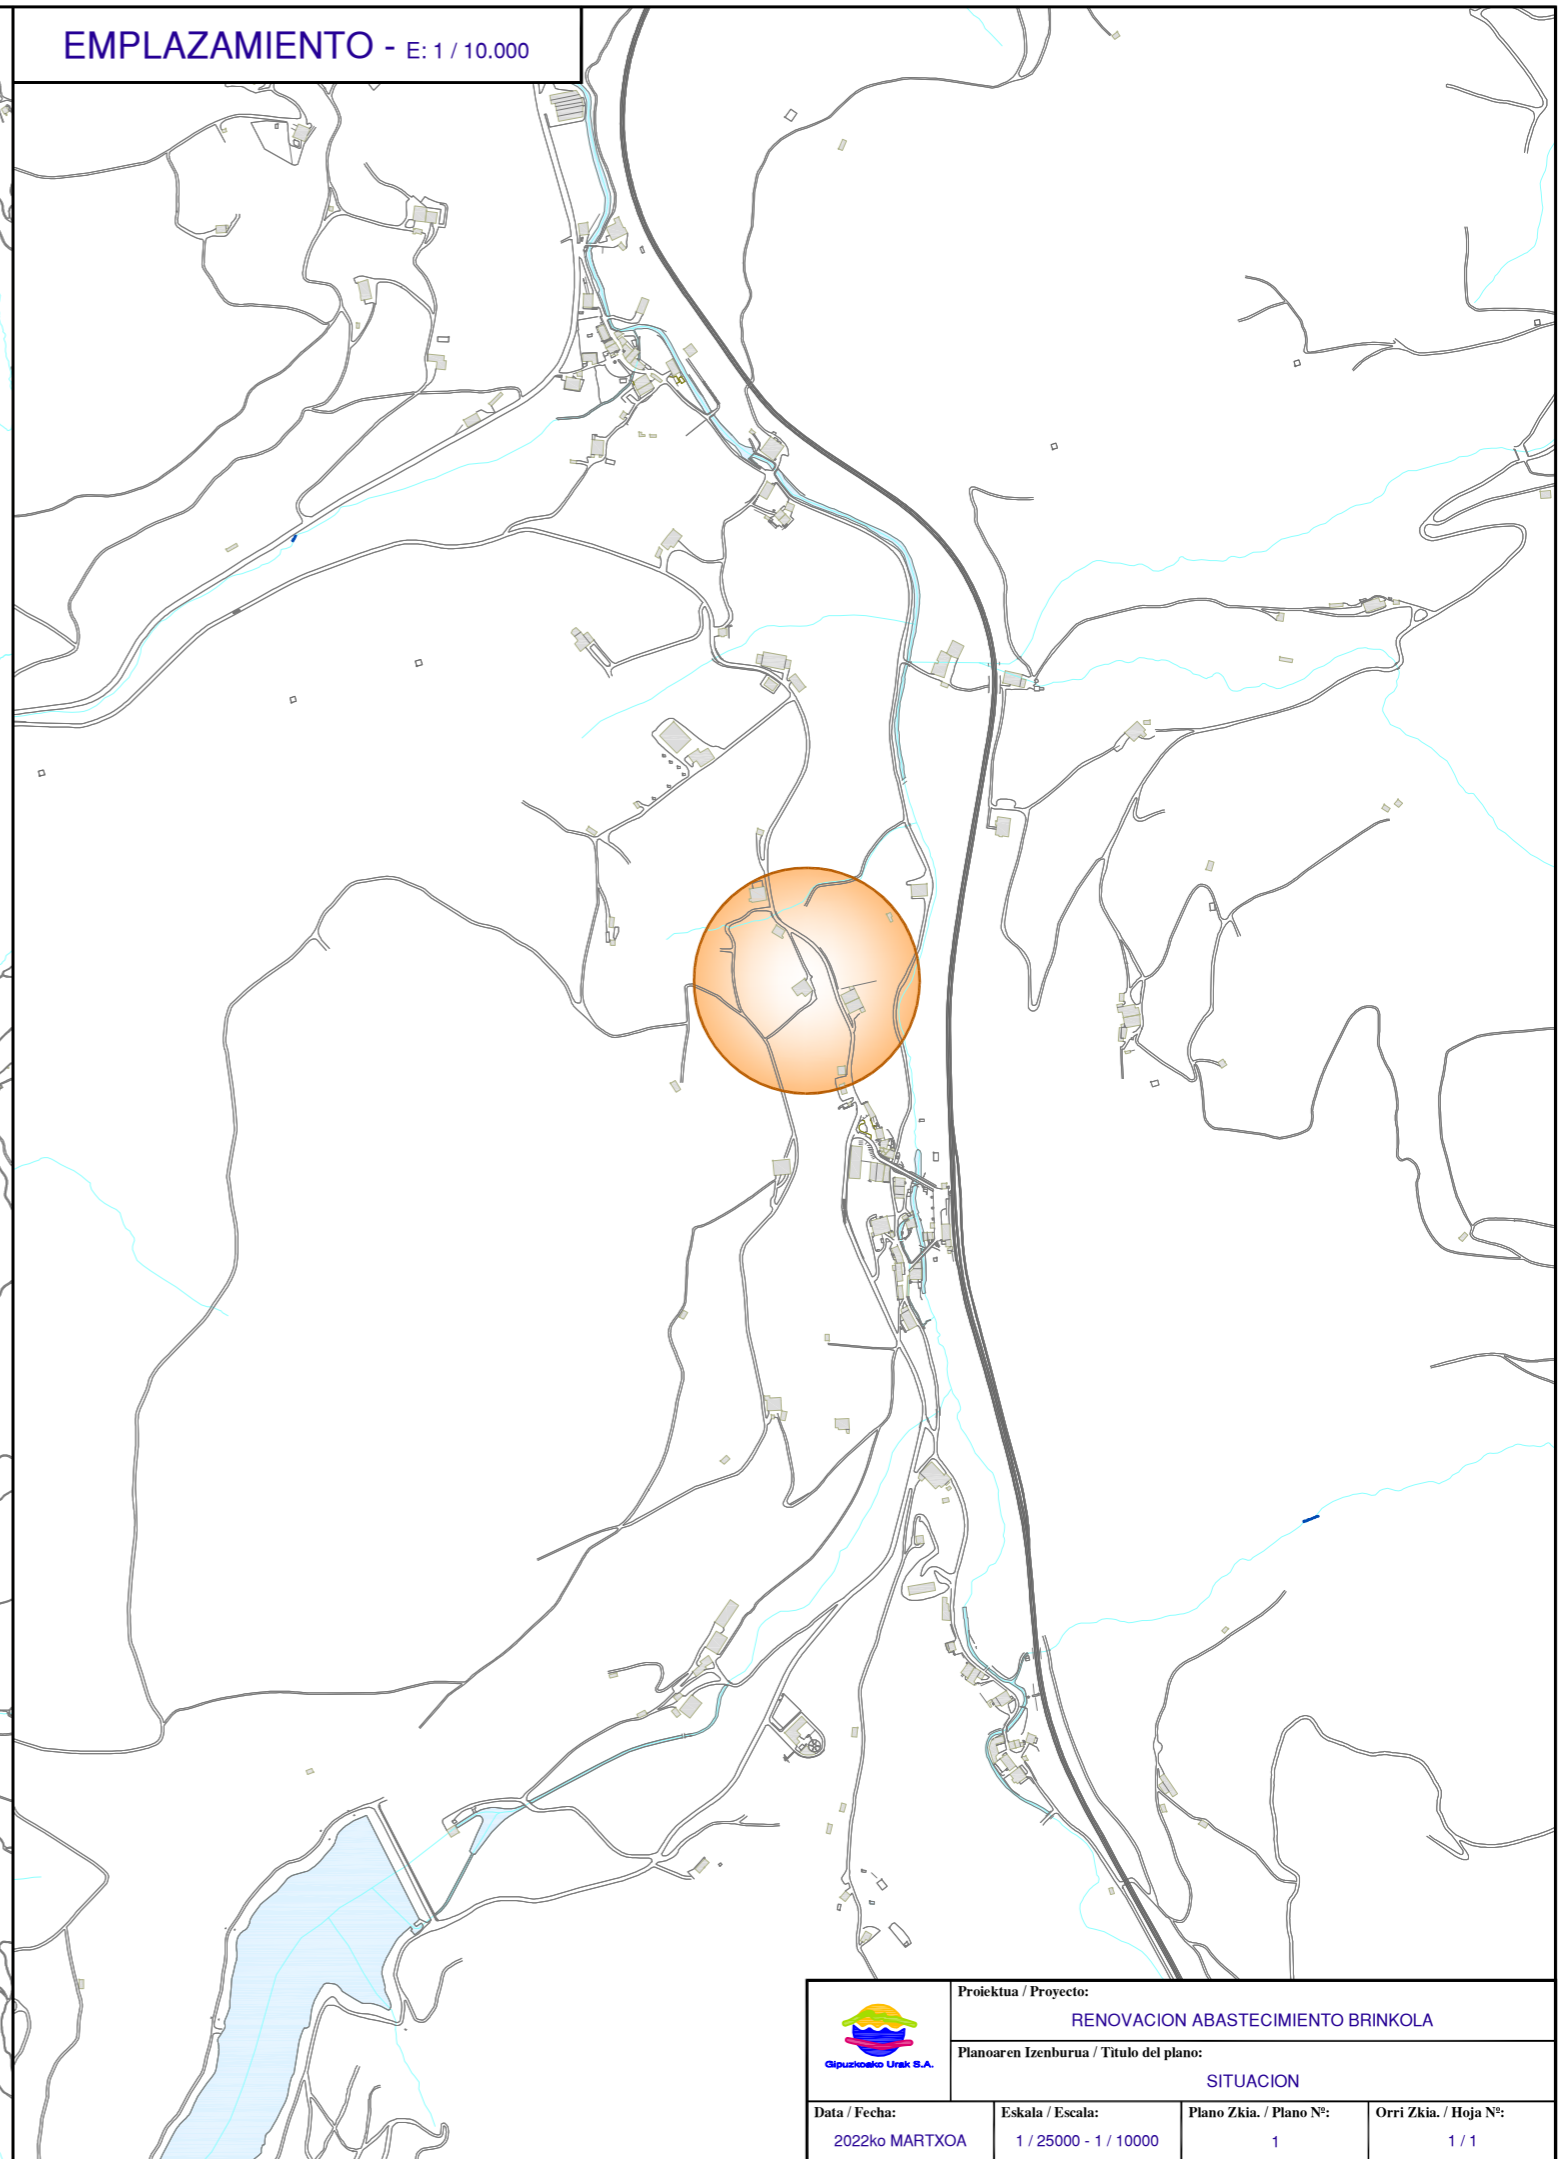 EMPLAZAMIENTO - E: 1 / 10.000
Proiektua / Proyecto:
RENOVACION ABASTECIMIENTO BRINKOLA
Planoaren Izenburua / Titulo del plano:
SITUACION
Gipuzkoako Urak S.A.
Data / Fecha:
2022ko MARTXOA
Eskala / Escala:
1 / 25000 - 1 / 10000
Plano Zkia. / Plano Nº:
1
Orri Zkia. / Hoja Nº:
1 / 1